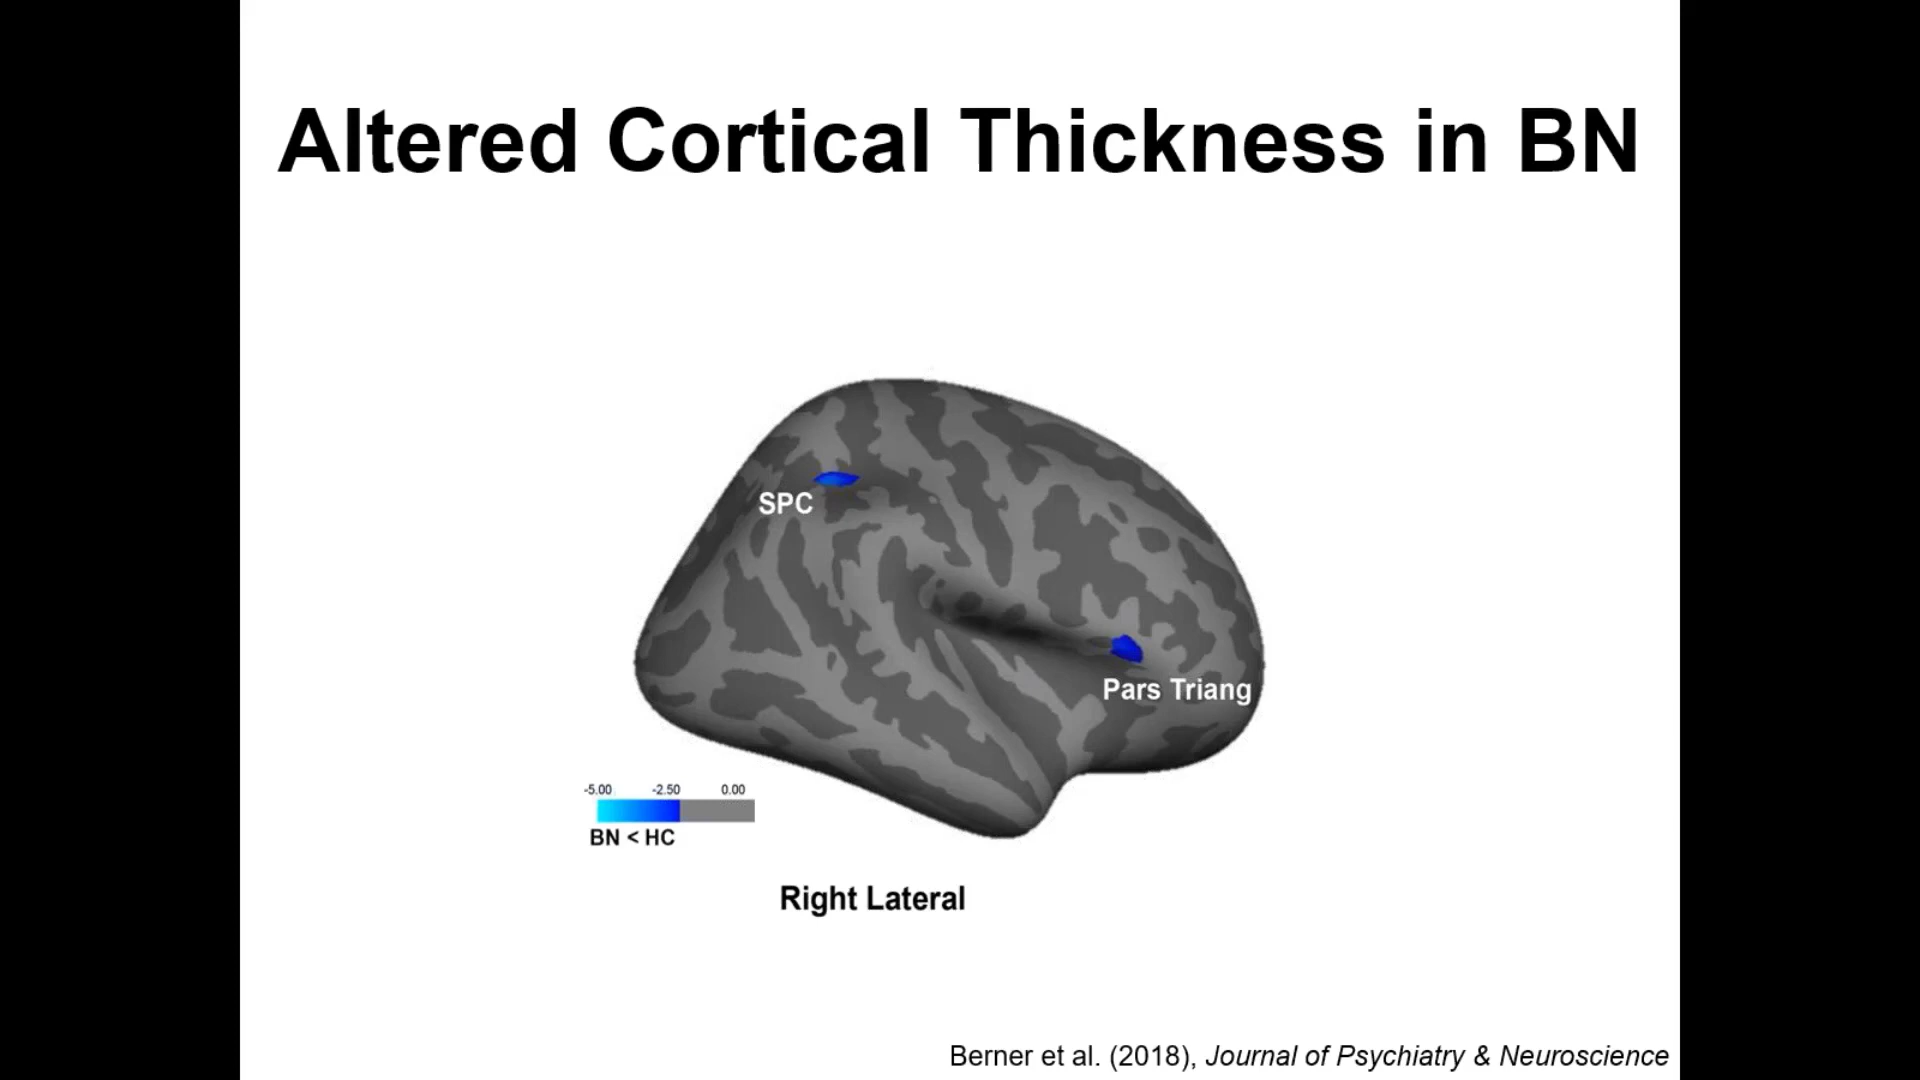 Altered Cortical Thickness in BN
SPC
Pars Triang
-5.00 -2.50 0.00
BN < HC
Right Lateral
Berner et al. (2018), Journal of Psychiatry & Neuroscience